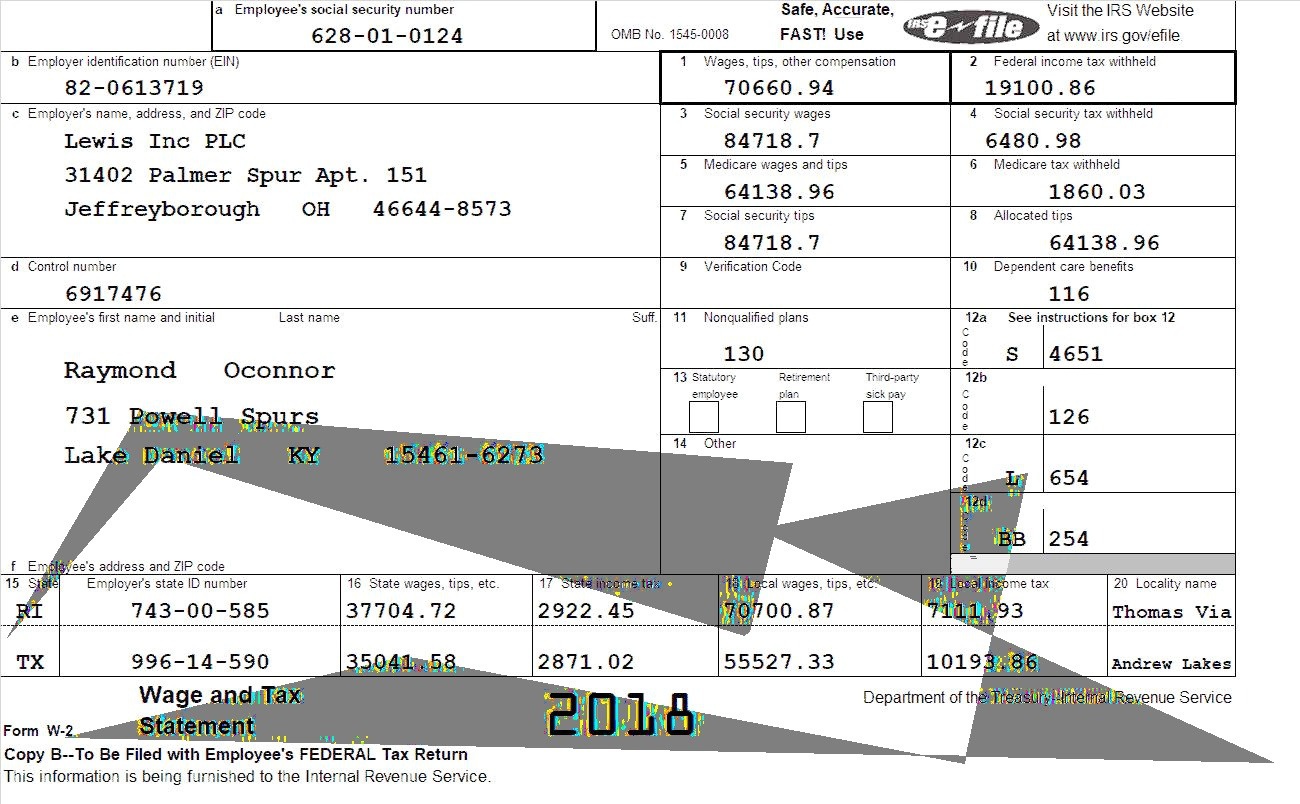 a Employee's social security number
628-01-0124
OMB No. 1545-0008
Safe, Accurate,
FAST! Use
IRS e-file
Visit the IRS Website
at www.irs gov/efile
b Employer identification number (EIN)
82-0613719
1 Wages, tips, other compensation
70660.94
2 Federal income tax withheld
19100.86
c Employer's name, address, and ZIP code
Lewis Inc PLC
31402 Palmer Spur Apt. 151
Jeffreyborough OH 46644-8573
3 Social security wages
84718.7
4 Social security tax withheld
6480.98
5 Medicare wages and tips
64138.96
6 Medicare tax withheld
1860.03
7 Social security tips
84718.7
8 Allocated tips
64138.96
d Control number
6917476
9 Verification Code
10 Dependent care benefits
116
e Employee's first name and initial Last name Suff.
Raymond Oconnor
731 Powell Spurs
Lake Daniel KY 15461-6273
11 Nonqualified plans
130
12a See instructions for box 12
Code S 4651
13 Statutory employee
Retirement plan
Third-party sick pay
12b
Code 126
14 Other
12c
Code L 654
12d
BB 254
f Employee's address and ZIP code
15 State Employer's state ID number 16 State wages, tips, etc. 17 State income tax 18 Local wages, tips, etc. 19 Local income tax 20 Locality name
RI 743-00-585 37704.72 2922.45 70700.87 7111.93 Thomas Via
TX 996-14-590 35041.58 2871.02 55527.33 10193.86 Andrew Lakes
Form W-2
Wage and Tax
Statement
2018
Department of the Treasury-Internal Revenue Service
Copy B--To Be Filed with Employee's FEDERAL Tax Return
This information is being furnished to the Internal Revenue Service.